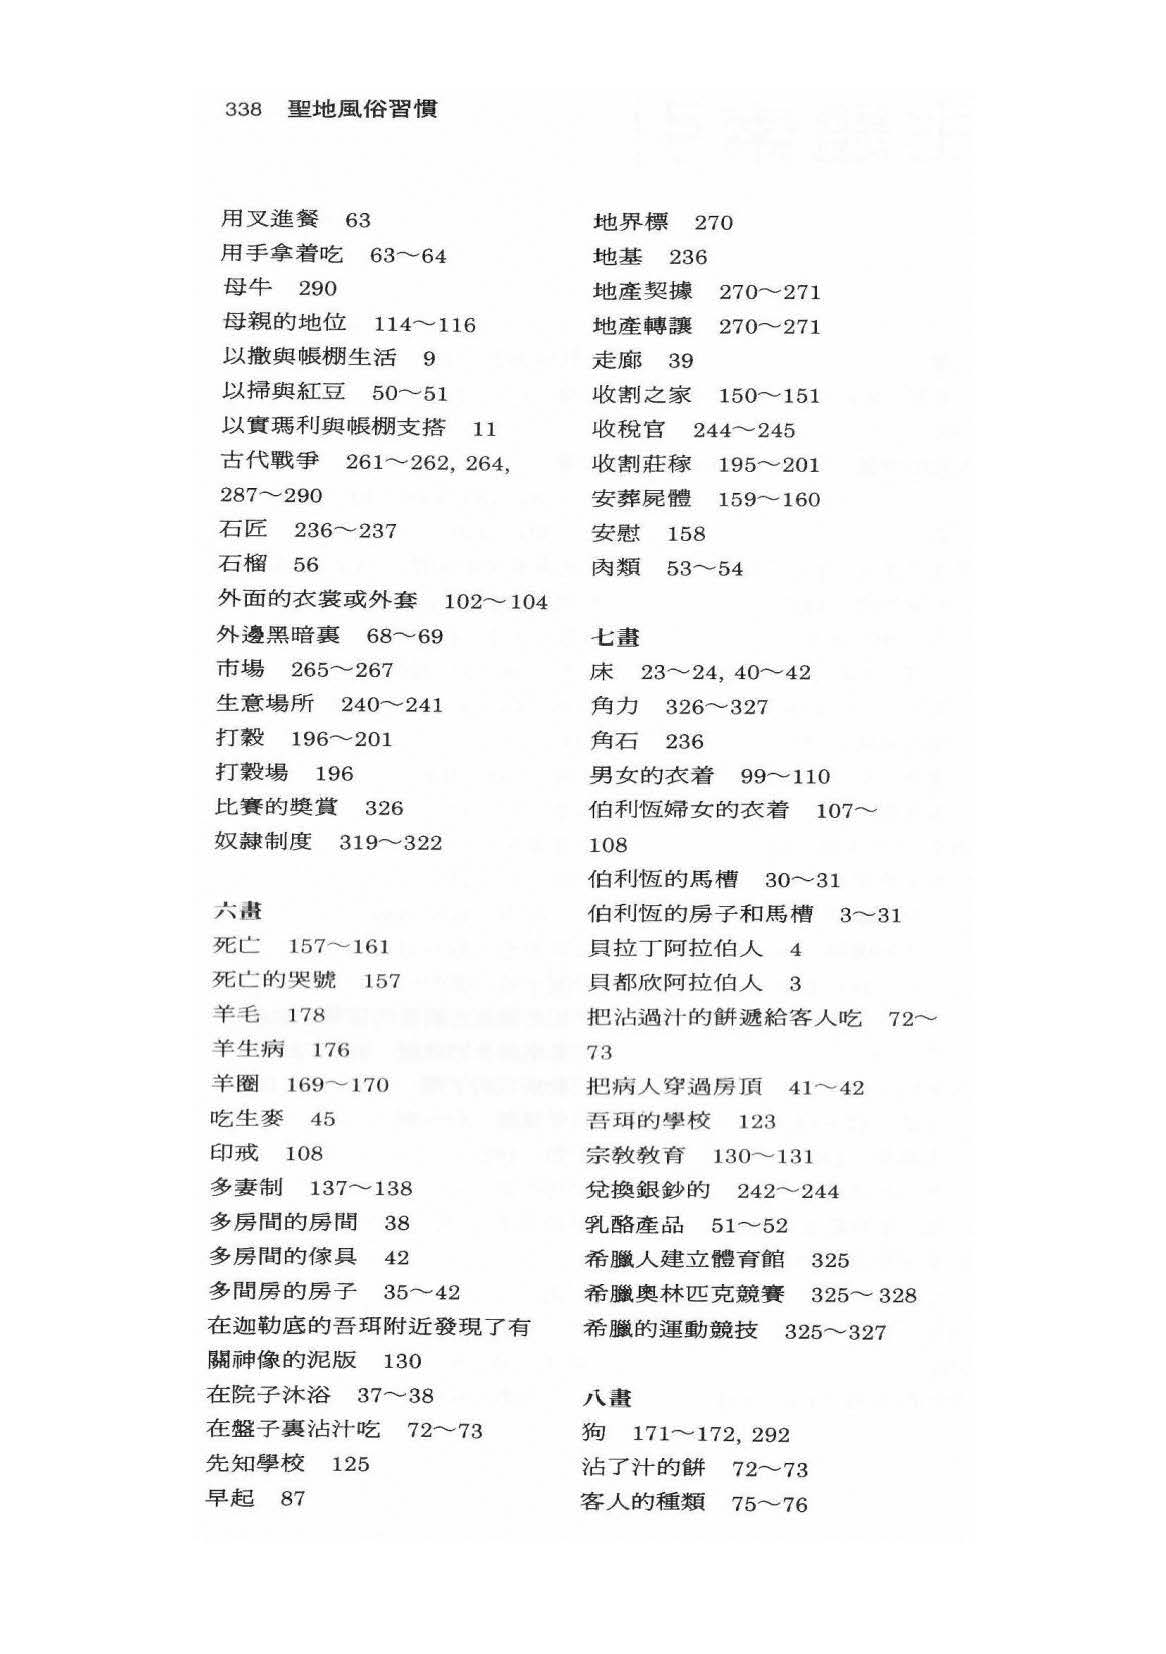 338 聖地風俗習慣
用叉進餐 63
用手拿着吃 63～64
母牛 290
母親的地位 114～116
以撒與帳棚生活 9
以掃與紅豆 50～51
以實瑪利與帳棚支搭 11
古代戰爭 261～262, 264,
287～290
石匠 236～237
石榴 56
外面的衣裳或外套 102～104
外邊黑暗裏 68～69
市場 265～267
生意場所 240～241
打穀 196～201
打穀場 196
比賽的獎賞 326
奴隸制度 319～322
六畫
死亡 157～161
死亡的哭號 157
羊毛 178
羊生病 176
羊圈 169～170
吃生麥 45
印戒 108
多妻制 137～138
多房間的房間 38
多房間的傢具 42
多間房的房子 35～42
在迦勒底的吾珥附近發現了有
關神像的泥版 130
在院子沐浴 37～38
在盤子裏沾汁吃 72～73
先知學校 125
早起 87
地界標 270
地基 236
地產契據 270～271
地產轉讓 270～271
走廊 39
收割之家 150～151
收稅官 244～245
收割莊稼 195～201
安葬屍體 159～160
安慰 158
肉類 53～54
七畫
床 23～24, 40～42
角力 326～327
角石 236
男女的衣着 99～110
伯利恆婦女的衣着 107～
108
伯利恆的馬槽 30～31
伯利恆的房子和馬槽 3～31
貝拉丁阿拉伯人 4
貝都欣阿拉伯人 3
把沾過汁的餅遞給客人吃 72～
73
把病人穿過房頂 41～42
吾珥的學校 123
宗教教育 130～131
兌換銀鈔的 242～244
乳酪產品 51～52
希臘人建立體育館 325
希臘奧林匹克競賽 325～328
希臘的運動競技 325～327
八畫
狗 171～172, 292
沾了汁的餅 72～73
客人的種類 75～76